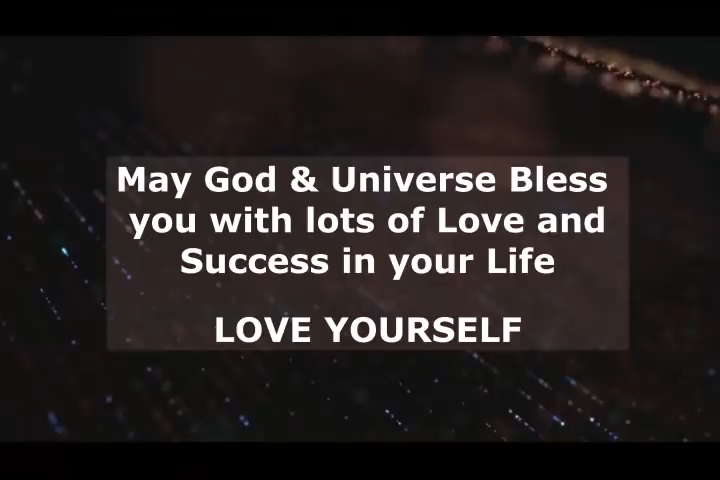 May God & Universe Bless
you with lots of Love and
Success in your Life
LOVE YOURSELF